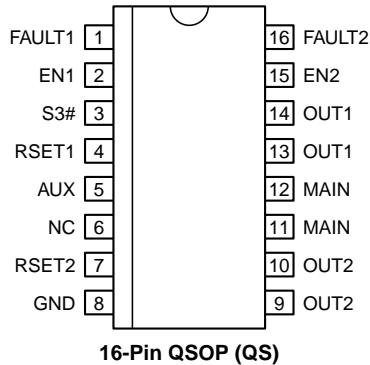 FAULT1 1 16 FAULT2
EN1 2 15 EN2
S3# 3 14 OUT1
RSET1 4 13 OUT1
AUX 5 12 MAIN
NC 6 11 MAIN
RSET2 7 10 OUT2
GND 8 9 OUT2
16-Pin QSOP (QS)